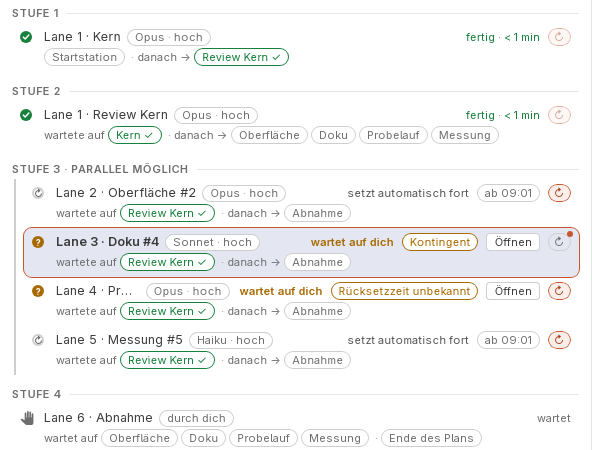 STUFE 1
Lane 1 · Kern Opus · hoch fertig · < 1 min
Startstation · danach → Review Kern ✓
STUFE 2
Lane 1 · Review Kern Opus · hoch fertig · < 1 min
wartete auf Kern ✓ · danach → Oberfläche Doku Probelauf Messung
STUFE 3 · PARALLEL MÖGLICH
Lane 2 · Oberfläche #2 Opus · hoch setzt automatisch fort ab 09:01
wartete auf Review Kern ✓ · danach → Abnahme
? Lane 3 · Doku #4 Sonnet · hoch wartet auf dich Kontingent Öffnen
wartete auf Review Kern ✓ · danach → Abnahme
? Lane 4 · Pr… Opus · hoch wartet auf dich Rücksetzzeit unbekannt Öffnen
wartete auf Review Kern ✓ · danach → Abnahme
Lane 5 · Messung #5 Haiku · hoch setzt automatisch fort ab 09:01
wartete auf Review Kern ✓ · danach → Abnahme
STUFE 4
Lane 6 · Abnahme durch dich wartet
wartet auf Oberfläche Doku Probelauf Messung · Ende des Plans